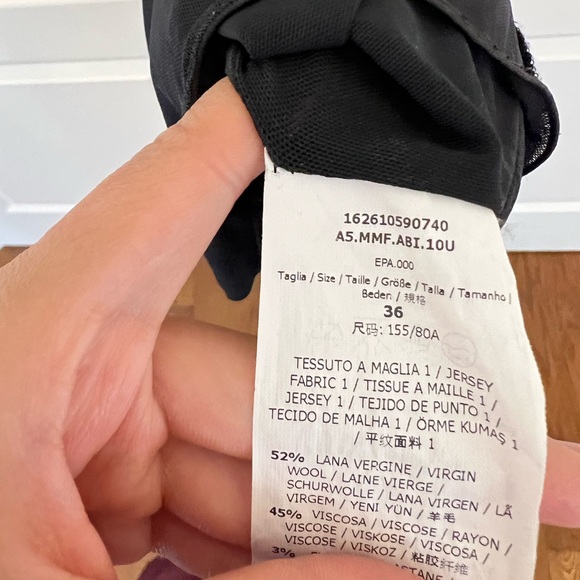 162610590740
A5.MMF.ABI.10U
EPA.000
Taglia / Size / Taille / Größe / Talla / Tamanho /
Beden / 规格
36
尺码: 155/80A
TESSUTO A MAGLIA 1 / JERSEY
FABRIC 1 / TISSUE A MAILLE 1 /
JERSEY 1 / TEJIDO DE PUNTO 1 /
TECIDO DE MALHA 1 / ÖRME KUMAŞ 1
/ 平纹面料 1
52% LANA VERGINE / VIRGIN
WOOL / LAINE VIERGE /
SCHURWOLLE / LANA VIRGEN / LÃ
VIRGEM / YENI YÜN / 羊毛
45% VISCOSA / VISCOSE / RAYON /
VISCOSE / VISKOSE / VISCOSA /
VISCOSE / VISKOZ / 粘胶纤维
3%